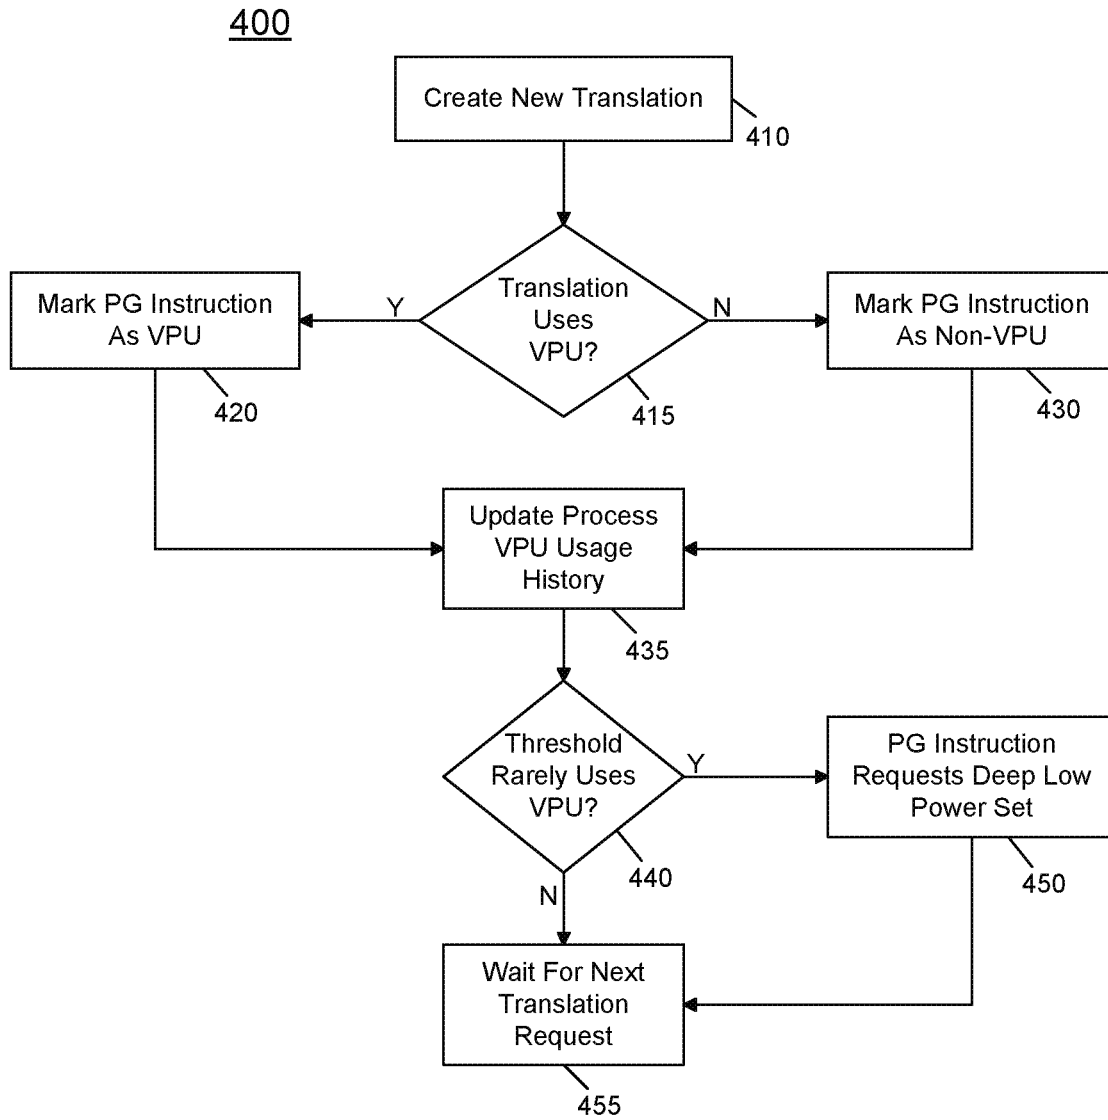 400
Create New Translation
410
Translation
Uses
VPU?
Y
N
415
Mark PG Instruction
As VPU
420
Mark PG Instruction
As Non-VPU
430
Update Process
VPU Usage
History
435
Threshold
Rarely Uses
VPU?
Y
N
440
PG Instruction
Requests Deep Low
Power Set
450
Wait For Next
Translation
Request
455